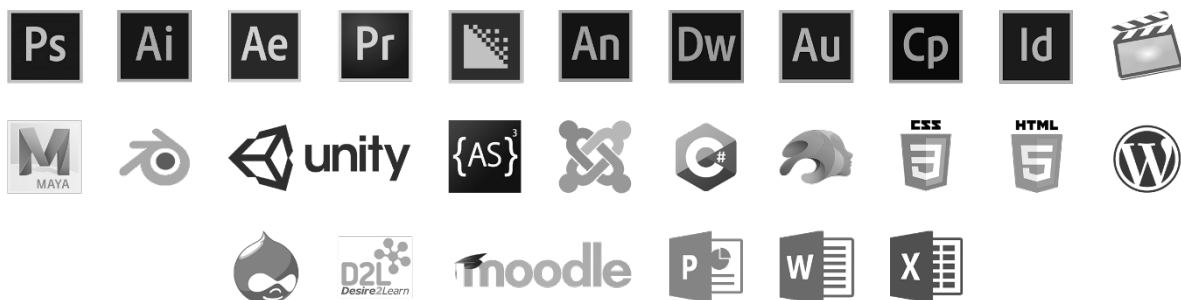 Ps Ai Ae Pr An Dw Au Cp Id
M MAYA unity {AS}3 C# CSS 3 HTML 5 W
D2L Desire2Learn moodle P W X